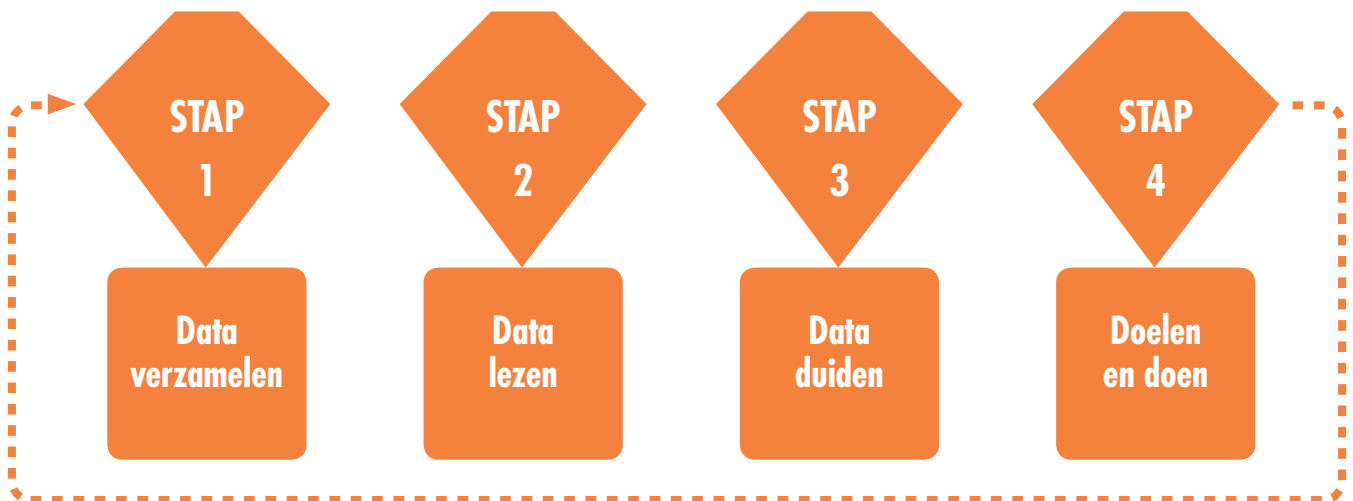 STAP
1
Data
verzamelen
STAP
2
Data
lezen
STAP
3
Data
duiden
STAP
4
Doelen
en doen